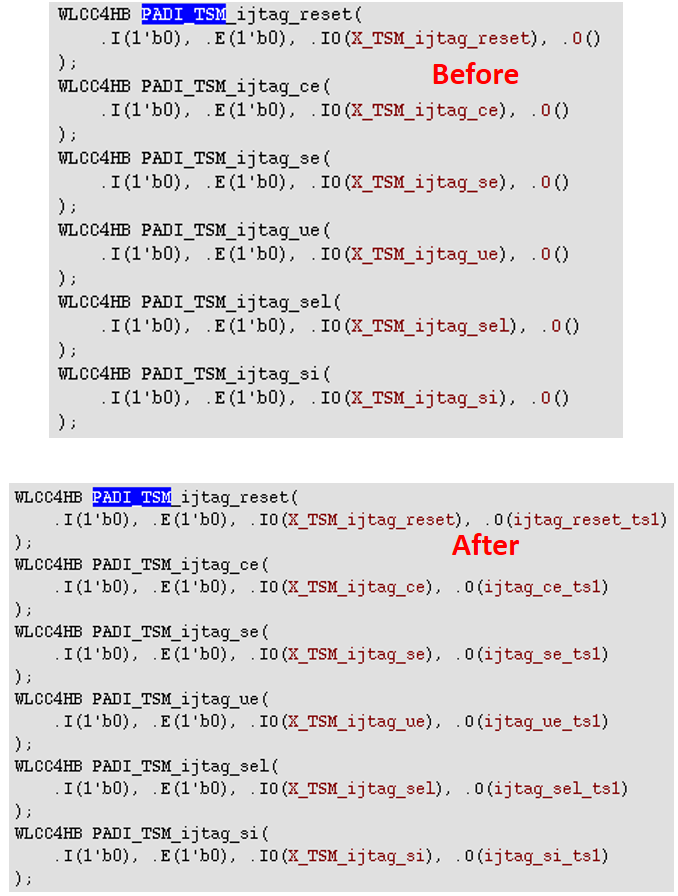 WLCC4HB PADI_TSM_ijtag_reset(
.I(1'b0), .E(1'b0), .IO(X_TSM_ijtag_reset), .O()
);
Before
WLCC4HB PADI_TSM_ijtag_ce(
.I(1'b0), .E(1'b0), .IO(X_TSM_ijtag_ce), .O()
);
WLCC4HB PADI_TSM_ijtag_se(
.I(1'b0), .E(1'b0), .IO(X_TSM_ijtag_se), .O()
);
WLCC4HB PADI_TSM_ijtag_ue(
.I(1'b0), .E(1'b0), .IO(X_TSM_ijtag_ue), .O()
);
WLCC4HB PADI_TSM_ijtag_sel(
.I(1'b0), .E(1'b0), .IO(X_TSM_ijtag_sel), .O()
);
WLCC4HB PADI_TSM_ijtag_si(
.I(1'b0), .E(1'b0), .IO(X_TSM_ijtag_si), .O()
);
WLCC4HB PADI_TSM_ijtag_reset(
.I(1'b0), .E(1'b0), .IO(X_TSM_ijtag_reset), .O(ijtag_reset_ts1)
);
After
WLCC4HB PADI_TSM_ijtag_ce(
.I(1'b0), .E(1'b0), .IO(X_TSM_ijtag_ce), .O(ijtag_ce_ts1)
);
WLCC4HB PADI_TSM_ijtag_se(
.I(1'b0), .E(1'b0), .IO(X_TSM_ijtag_se), .O(ijtag_se_ts1)
);
WLCC4HB PADI_TSM_ijtag_ue(
.I(1'b0), .E(1'b0), .IO(X_TSM_ijtag_ue), .O(ijtag_ue_ts1)
);
WLCC4HB PADI_TSM_ijtag_sel(
.I(1'b0), .E(1'b0), .IO(X_TSM_ijtag_sel), .O(ijtag_sel_ts1)
);
WLCC4HB PADI_TSM_ijtag_si(
.I(1'b0), .E(1'b0), .IO(X_TSM_ijtag_si), .O(ijtag_si_ts1)
);